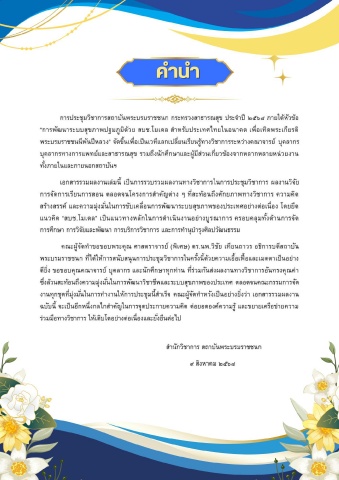 คำนำ
การประชุมวิชาการสถาบันพระบรมราชชนก กระทรวงสาธารณสุข ประจำปี ๒๕๖๘ ภายใต้หัวข้อ
"การพัฒนาระบบสุขภาพปฐมภูมิด้วย สบช.โมเดล สำหรับประเทศไทยในอนาคต เพื่อเทิดพระเกียรติ
พระบรมราชชนนีพันปีหลวง" จัดขึ้นเพื่อเป็นเวทีแลกเปลี่ยนเรียนรู้ทางวิชาการระหว่างคณาจารย์ บุคลากร
บุคลากรทางการแพทย์และสาธารณสุข รวมถึงนักศึกษาและผู้มีส่วนเกี่ยวข้องจากหลากหลายหน่วยงาน
ทั้งภายในและภายนอกสถาบันฯ
เอกสารรวมผลงานเล่มนี้ เป็นการรวบรวมผลงานทางวิชาการในการประชุมวิชาการ ผลงานวิจัย
การจัดการเรียนการสอน ตลอดจนโครงการสำคัญต่าง ๆ ที่สะท้อนถึงศักยภาพทางวิชาการ ความคิด
สร้างสรรค์ และความมุ่งมั่นในการขับเคลื่อนการพัฒนาระบบสุขภาพของประเทศอย่างต่อเนื่อง โดยยึด
แนวคิด "สบช.โมเดล" เป็นแนวทางหลักในการดำเนินงานอย่างบูรณาการ ครอบคลุมทั้งด้านการจัด
การศึกษา การวิจัยและพัฒนา การบริการวิชาการ และการทำนุบำรุงศิลปวัฒนธรรม
คณะผู้จัดทำขอขอบพระคุณ ศาสตราจารย์ (พิเศษ) ดร.นพ.วิชัย เทียนถาวร อธิการบดีสถาบัน
พระบรมราชชนก ที่ได้ให้การสนับสนุนการประชุมวิชาการในครั้งนี้ด้วยความเอื้อเฟื้อและเมตตาเป็นอย่าง
ดียิ่ง ขอขอบคุณคณาจารย์ บุคลากร และนักศึกษาทุกท่าน ที่ร่วมกันส่งผลงานทางวิชาการอันทรงคุณค่า
ซึ่งล้วนสะท้อนถึงความมุ่งมั่นในการพัฒนาวิชาชีพและระบบสุขภาพของประเทศ ตลอดจนคณะกรรมการจัด
งานทุกชุดที่มุ่งมั่นในการทำงานให้การประชุมนี้สำเร็จ คณะผู้จัดทำหวังเป็นอย่างยิ่งว่า เอกสารรวมผลงาน
ฉบับนี้ จะเป็นอีกหนึ่งกลไกสำคัญในการจุดประกายความคิด ต่อยอดองค์ความรู้ และขยายเครือข่ายความ
ร่วมมือทางวิชาการ ให้เติบโตอย่างต่อเนื่องและยั่งยืนต่อไป
สำนักวิชาการ สถาบันพระบรมราชชนก
๙ สิงหาคม ๒๕๖๘